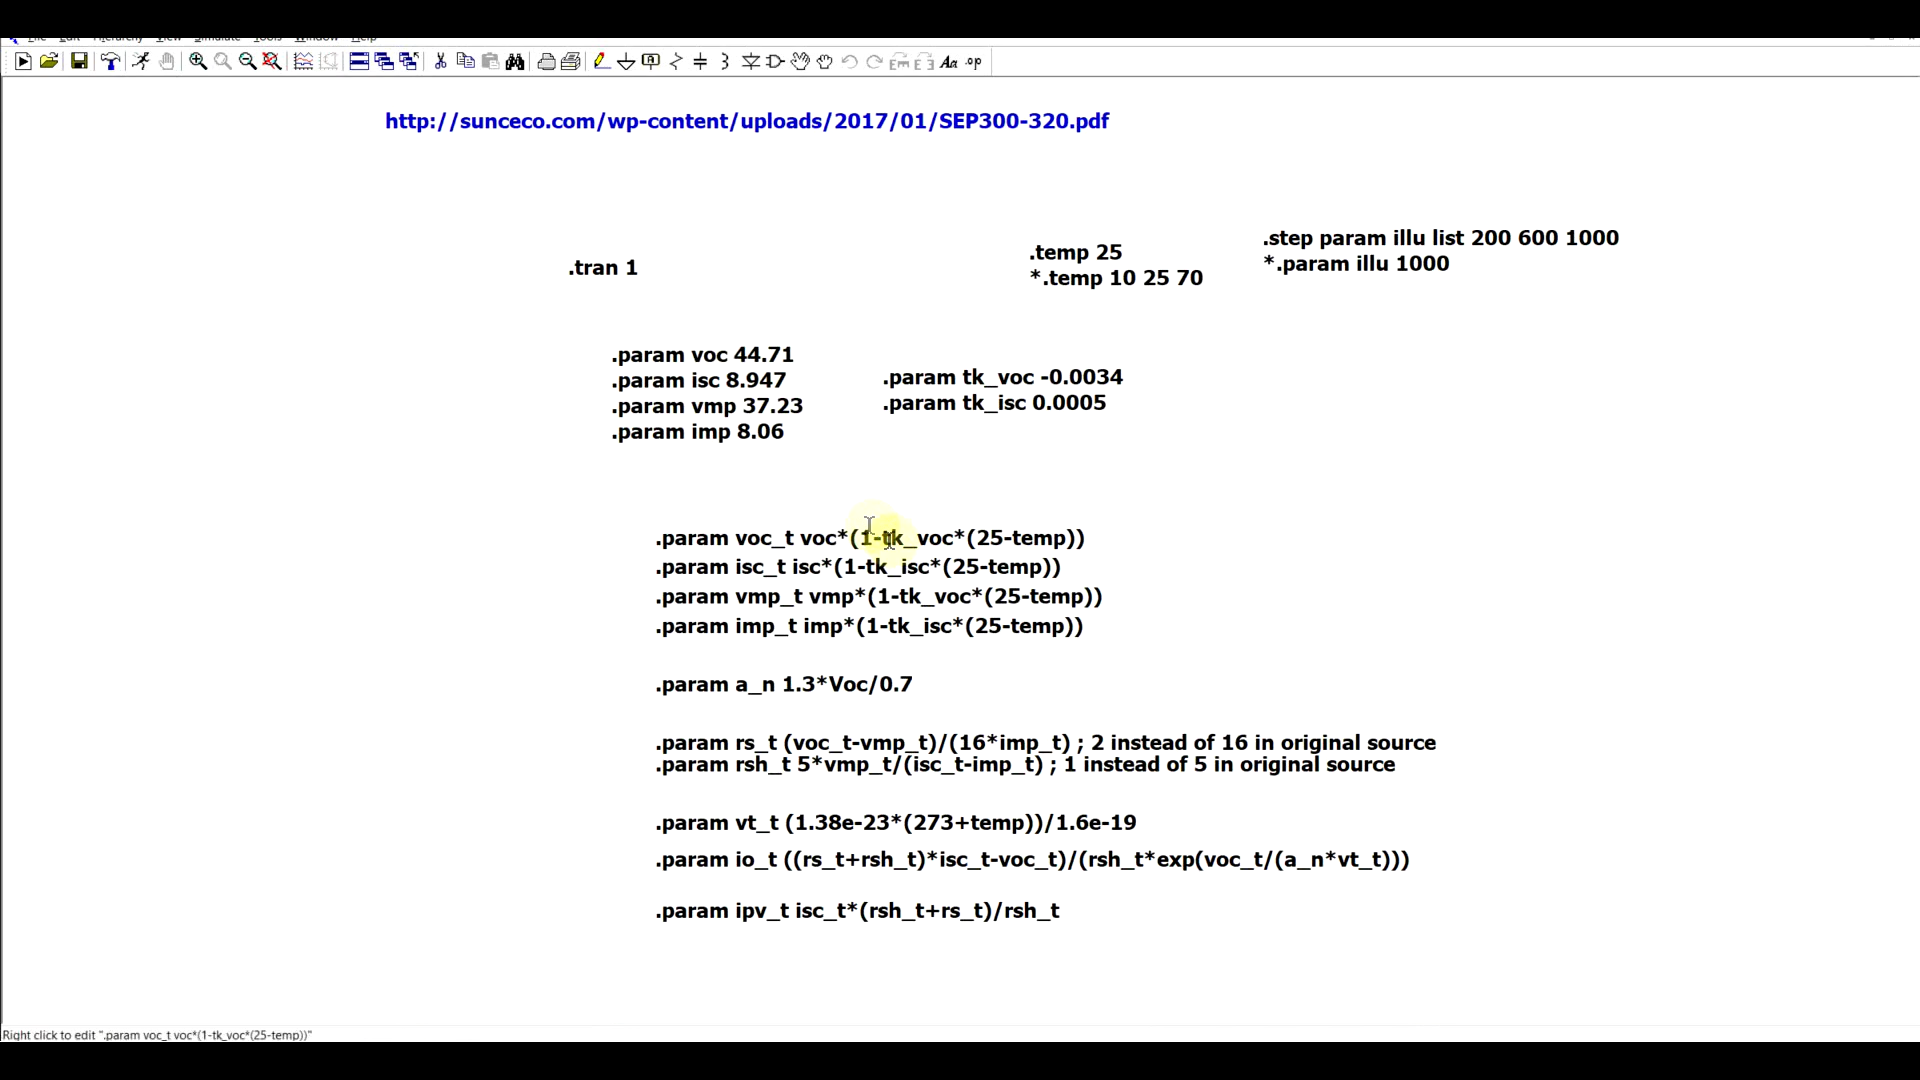 File Edit Hierarchy View Simulate Tools Window Help
http://sunceco.com/wp-content/uploads/2017/01/SEP300-320.pdf
.tran 1
.temp 25
*.temp 10 25 70
.step param illu list 200 600 1000
*.param illu 1000
.param voc 44.71
.param isc 8.947
.param vmp 37.23
.param imp 8.06
.param tk_voc -0.0034
.param tk_isc 0.0005
.param voc_t voc*(1-tk_voc*(25-temp))
.param isc_t isc*(1-tk_isc*(25-temp))
.param vmp_t vmp*(1-tk_voc*(25-temp))
.param imp_t imp*(1-tk_isc*(25-temp))
.param a_n 1.3*Voc/0.7
.param rs_t (voc_t-vmp_t)/(16*imp_t) ; 2 instead of 16 in original source
.param rsh_t 5*vmp_t/(isc_t-imp_t) ; 1 instead of 5 in original source
.param vt_t (1.38e-23*(273+temp))/1.6e-19
.param io_t ((rs_t+rsh_t)*isc_t-voc_t)/(rsh_t*exp(voc_t/(a_n*vt_t)))
.param ipv_t isc_t*(rsh_t+rs_t)/rsh_t
Right click to edit ".param voc_t voc*(1-tk_voc*(25-temp))"